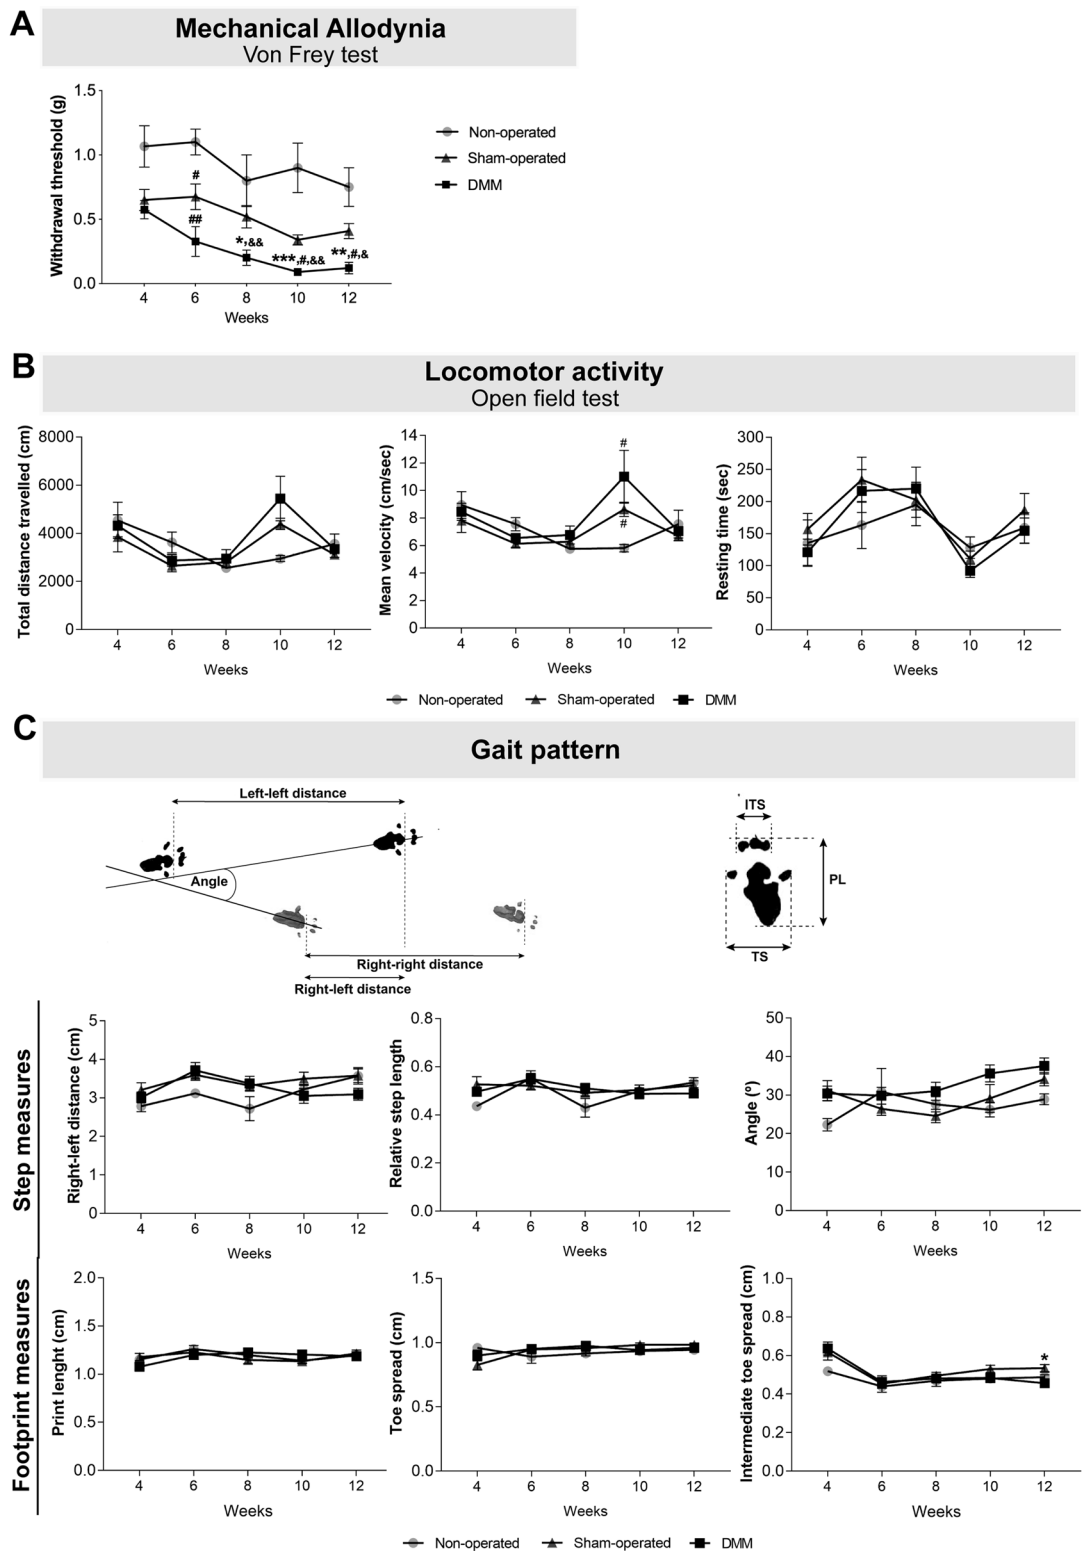 A
Mechanical Allodynia
Von Frey test
Withdrawal threshold (g)
1.5
1.0
0.5
0.0
#
##
*,&&
***,#,&&
**,#,&
4 6 8 10 12
Weeks
Non-operated
Sham-operated
DMM
B
Locomotor activity
Open field test
Total distance travelled (cm)
8000
6000
4000
2000
0
4 6 8 10 12
Weeks
Mean velocity (cm/sec)
14
12
10
8
6
4
2
0
#
#
4 6 8 10 12
Weeks
Resting time (sec)
300
250
200
150
100
50
0
4 6 8 10 12
Weeks
Non-operated Sham-operated DMM
C
Gait pattern
Left-left distance
Angle
Right-right distance
Right-left distance
ITS
PL
TS
Step measures
Right-left distance (cm)
5
4
3
2
1
0
4 6 8 10 12
Weeks
Relative step length
0.8
0.6
0.4
0.2
0.0
4 6 8 10 12
Weeks
Angle (º)
50
40
30
20
10
0
4 6 8 10 12
Weeks
Footprint measures
Print lenght (cm)
2.0
1.5
1.0
0.5
0.0
4 6 8 10 12
Weeks
Toe spread (cm)
1.5
1.0
0.5
0.0
4 6 8 10 12
Weeks
Intermediate toe spread (cm)
1.0
0.8
0.6
0.4
0.2
0.0
*
4 6 8 10 12
Weeks
Non-operated Sham-operated DMM